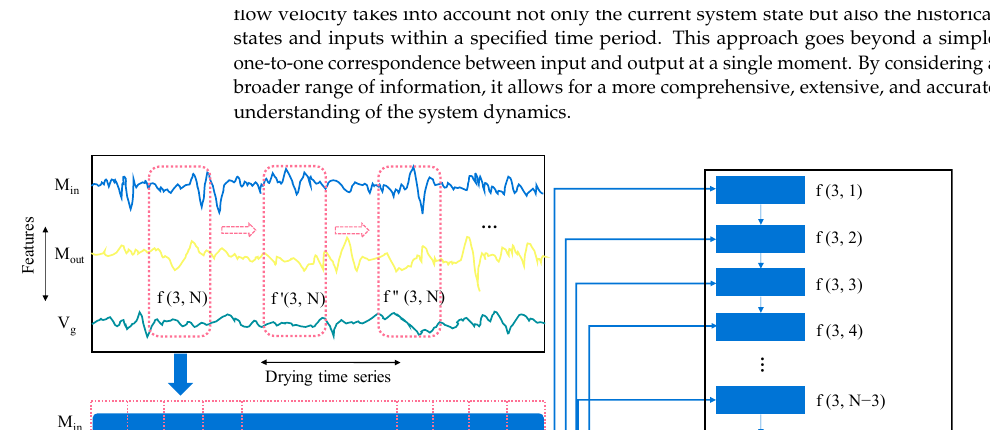 flow velocity takes into account not only the current system state but also the historica
states and inputs within a specified time period. This approach goes beyond a simple
one-to-one correspondence between input and output at a single moment. By considering a
broader range of information, it allows for a more comprehensive, extensive, and accurate
understanding of the system dynamics.
Features
Min
Mout
Vg
f (3, N)
f '(3, N)
f '' (3, N)
...
Drying time series
Min
f (3, 1)
f (3, 2)
f (3, 3)
f (3, 4)
⋮
f (3, N−3)